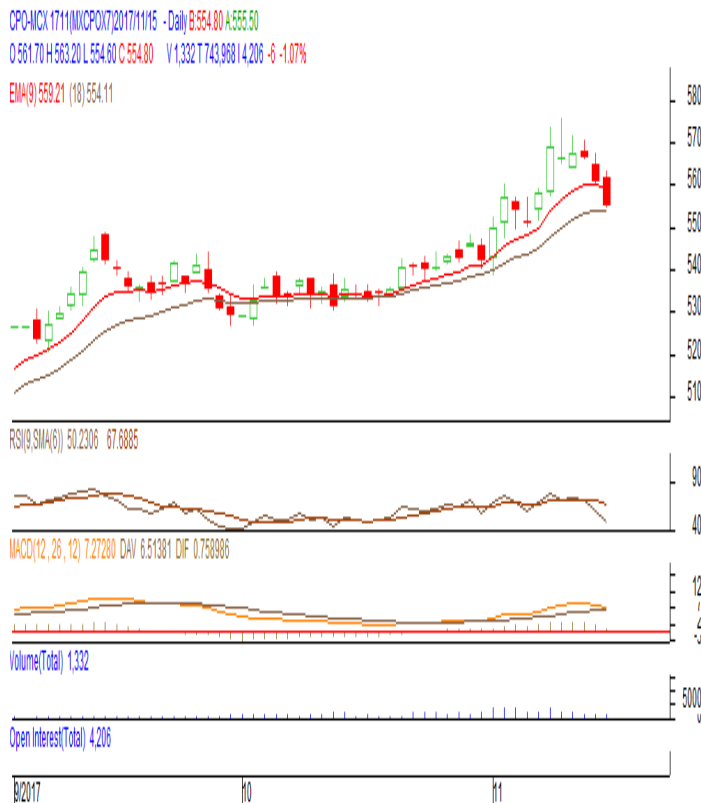 CPO-MCX 1711(MXCPOX7)2017/11/15 - Daily B:554.80 A:555.50
O 561.70 H 563.20 L 554.60 C 554.80 V 1,332 T 743,968 I 4,206 -6 -1.07%
EMA(9) 559.21 (18) 554.11
580
570
560
550
540
530
520
510
RSI(9,SMA(6)) 50.2306 67.6885
90
40
MACD(12 , 26 , 12) 7.27280 DAV 6.51381 DIF 0.758986
12
Volume(Total) 1,332
5000
Open Interest(Total) 4,206
9/2017 10 11